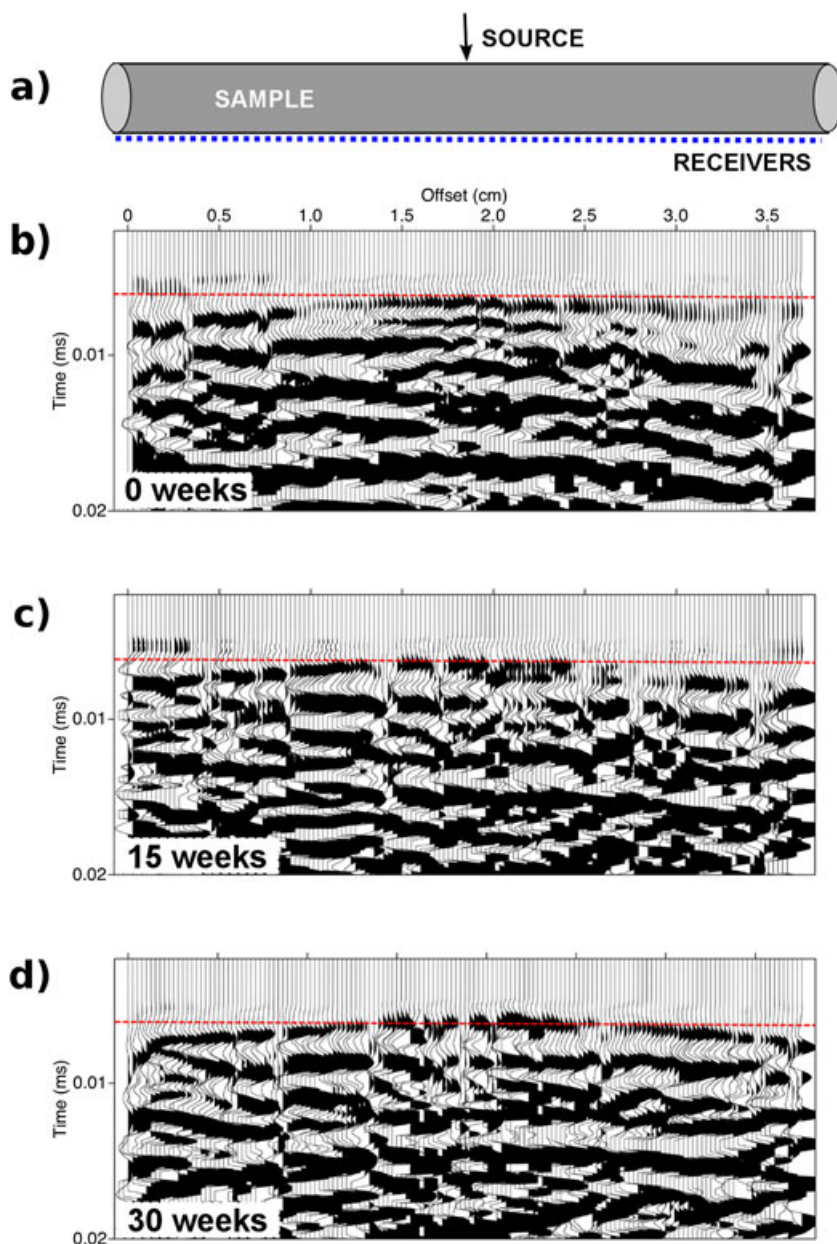 a)
SOURCE
SAMPLE
RECEIVERS
Offset (cm)
0 0.5 1.0 1.5 2.0 2.5 3.0 3.5
b)
Time (ms)
0.01
0 weeks
0.02
c)
Time (ms)
0.01
15 weeks
0.02
d)
Time (ms)
0.01
30 weeks
0.02